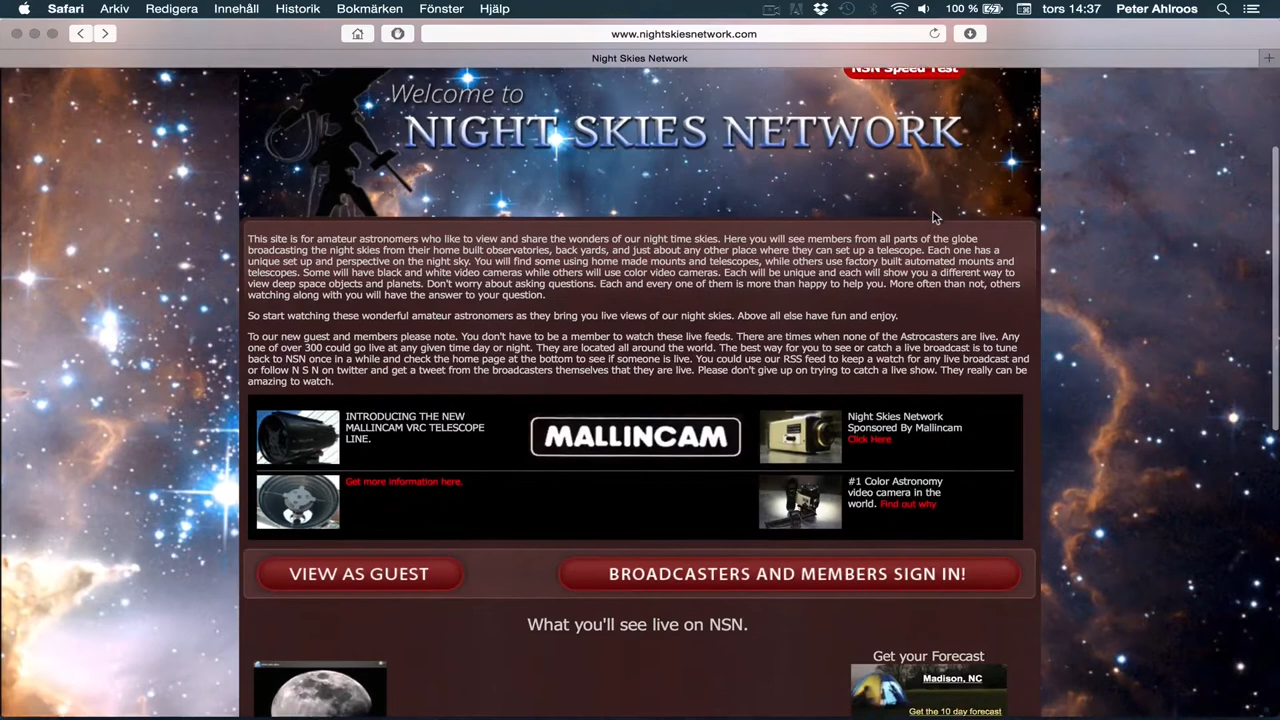 Safari Arkiv Redigera Innehåll Historik Bokmärken Fönster Hjälp 100 % tors 14:37 Peter Ahlroos
www.nightskiesnetwork.com
Night Skies Network
NSN Speed Test
Welcome to
NIGHT SKIES NETWORK
This site is for amateur astronomers who like to view and share the wonders of our night time skies. Here you will see members from all parts of the globe
broadcasting the night skies from their home built observatories, back yards, and just about any other place where they can set up a telescope. Each one has a
unique set up and perspective on the night sky. You will find some using home made mounts and telescopes, while others use factory built automated mounts and
telescopes. Some will have black and white video cameras while others will use color video cameras. Each will be unique and each will show you a different way to
view deep space objects and planets. Don't worry about asking questions. Each and every one of them is more than happy to help you. More often than not, others
watching along with you will have the answer to your question.
So start watching these wonderful amateur astronomers as they bring you live views of our night skies. Above all else have fun and enjoy.
To our new guest and members please note. You don't have to be a member to watch these live feeds. There are times when none of the Astrocasters are live. Any
one of over 300 could go live at any given time day or night. They are located all around the world. The best way for you to see or catch a live broadcast is to tune
back to NSN once in a while and check the home page at the bottom to see if someone is live. You could use our RSS feed to keep a watch for any live broadcast and
or follow N S N on twitter and get a tweet from the broadcasters themselves that they are live. Please don't give up on trying to catch a live show. They really can be
amazing to watch.
INTRODUCING THE NEW
MALLINCAM VRC TELESCOPE
LINE.
MALLINCAM
Night Skies Network
Sponsored By Mallincam
Click Here
Get more information here.
#1 Color Astronomy
video camera in the
world. Find out why
VIEW AS GUEST
BROADCASTERS AND MEMBERS SIGN IN!
What you'll see live on NSN.
Get your Forecast
Madison, NC
Get the 10 day forecast